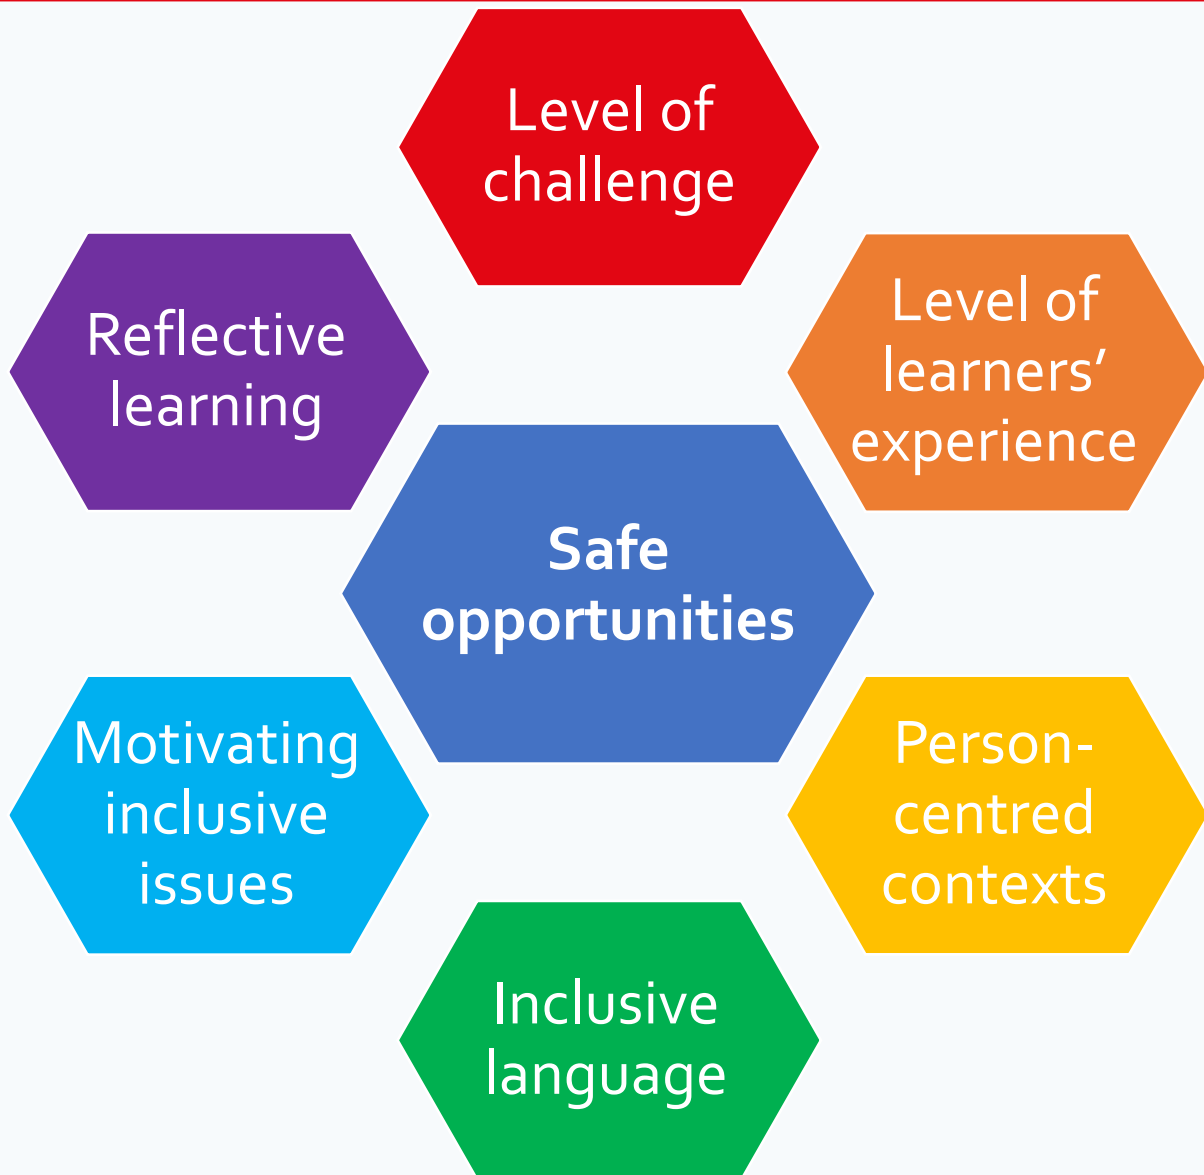 Level of
challenge
Level of
learners’
experience
Reflective
learning
Safe
opportunities
Person-
centred
contexts
Motivating
inclusive
issues
Inclusive
language